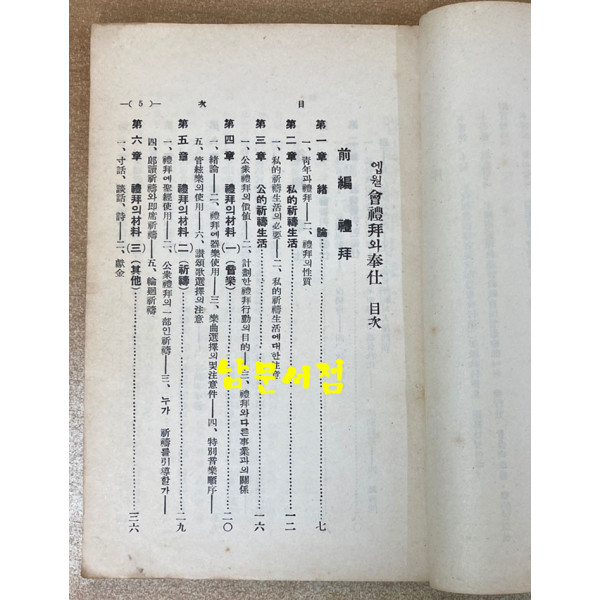 엡웰會禮拜와奉仕 目次
前編 禮拜
第一章 緖論……七
一、靑年과禮拜—二、禮拜의性質
第二章 私的祈禱生活……一二
一、私的祈禱生活의必要—二、私的祈禱生活에대한注意
第三章 公的祈禱生活……一六
一、公衆禮拜의價値—二、計劃한禮拜行動의目的—三、禮拜와다른事業과의關係
第四章 禮拜의材料(一)(音樂)……二〇
一、緖論—二、禮拜에器樂使用—三、樂曲選擇의몇注意件—四、特別音樂順序—
五、管絃樂의使用—六、讚頌歌選擇의注意
第五章 禮拜의材料(二)(祈禱)……二九
一、禮拜에聖經使用—二、公衆禮拜의一部인祈禱—三、누가 祈禱를引導할가—
四、朗讀祈禱와卽席祈禱—五、輪廻祈禱
第六章 禮拜의材料(三)(其他)……三六
一、寸話、談話、詩—二、獻金
目次
—( 5 )—
남문서점